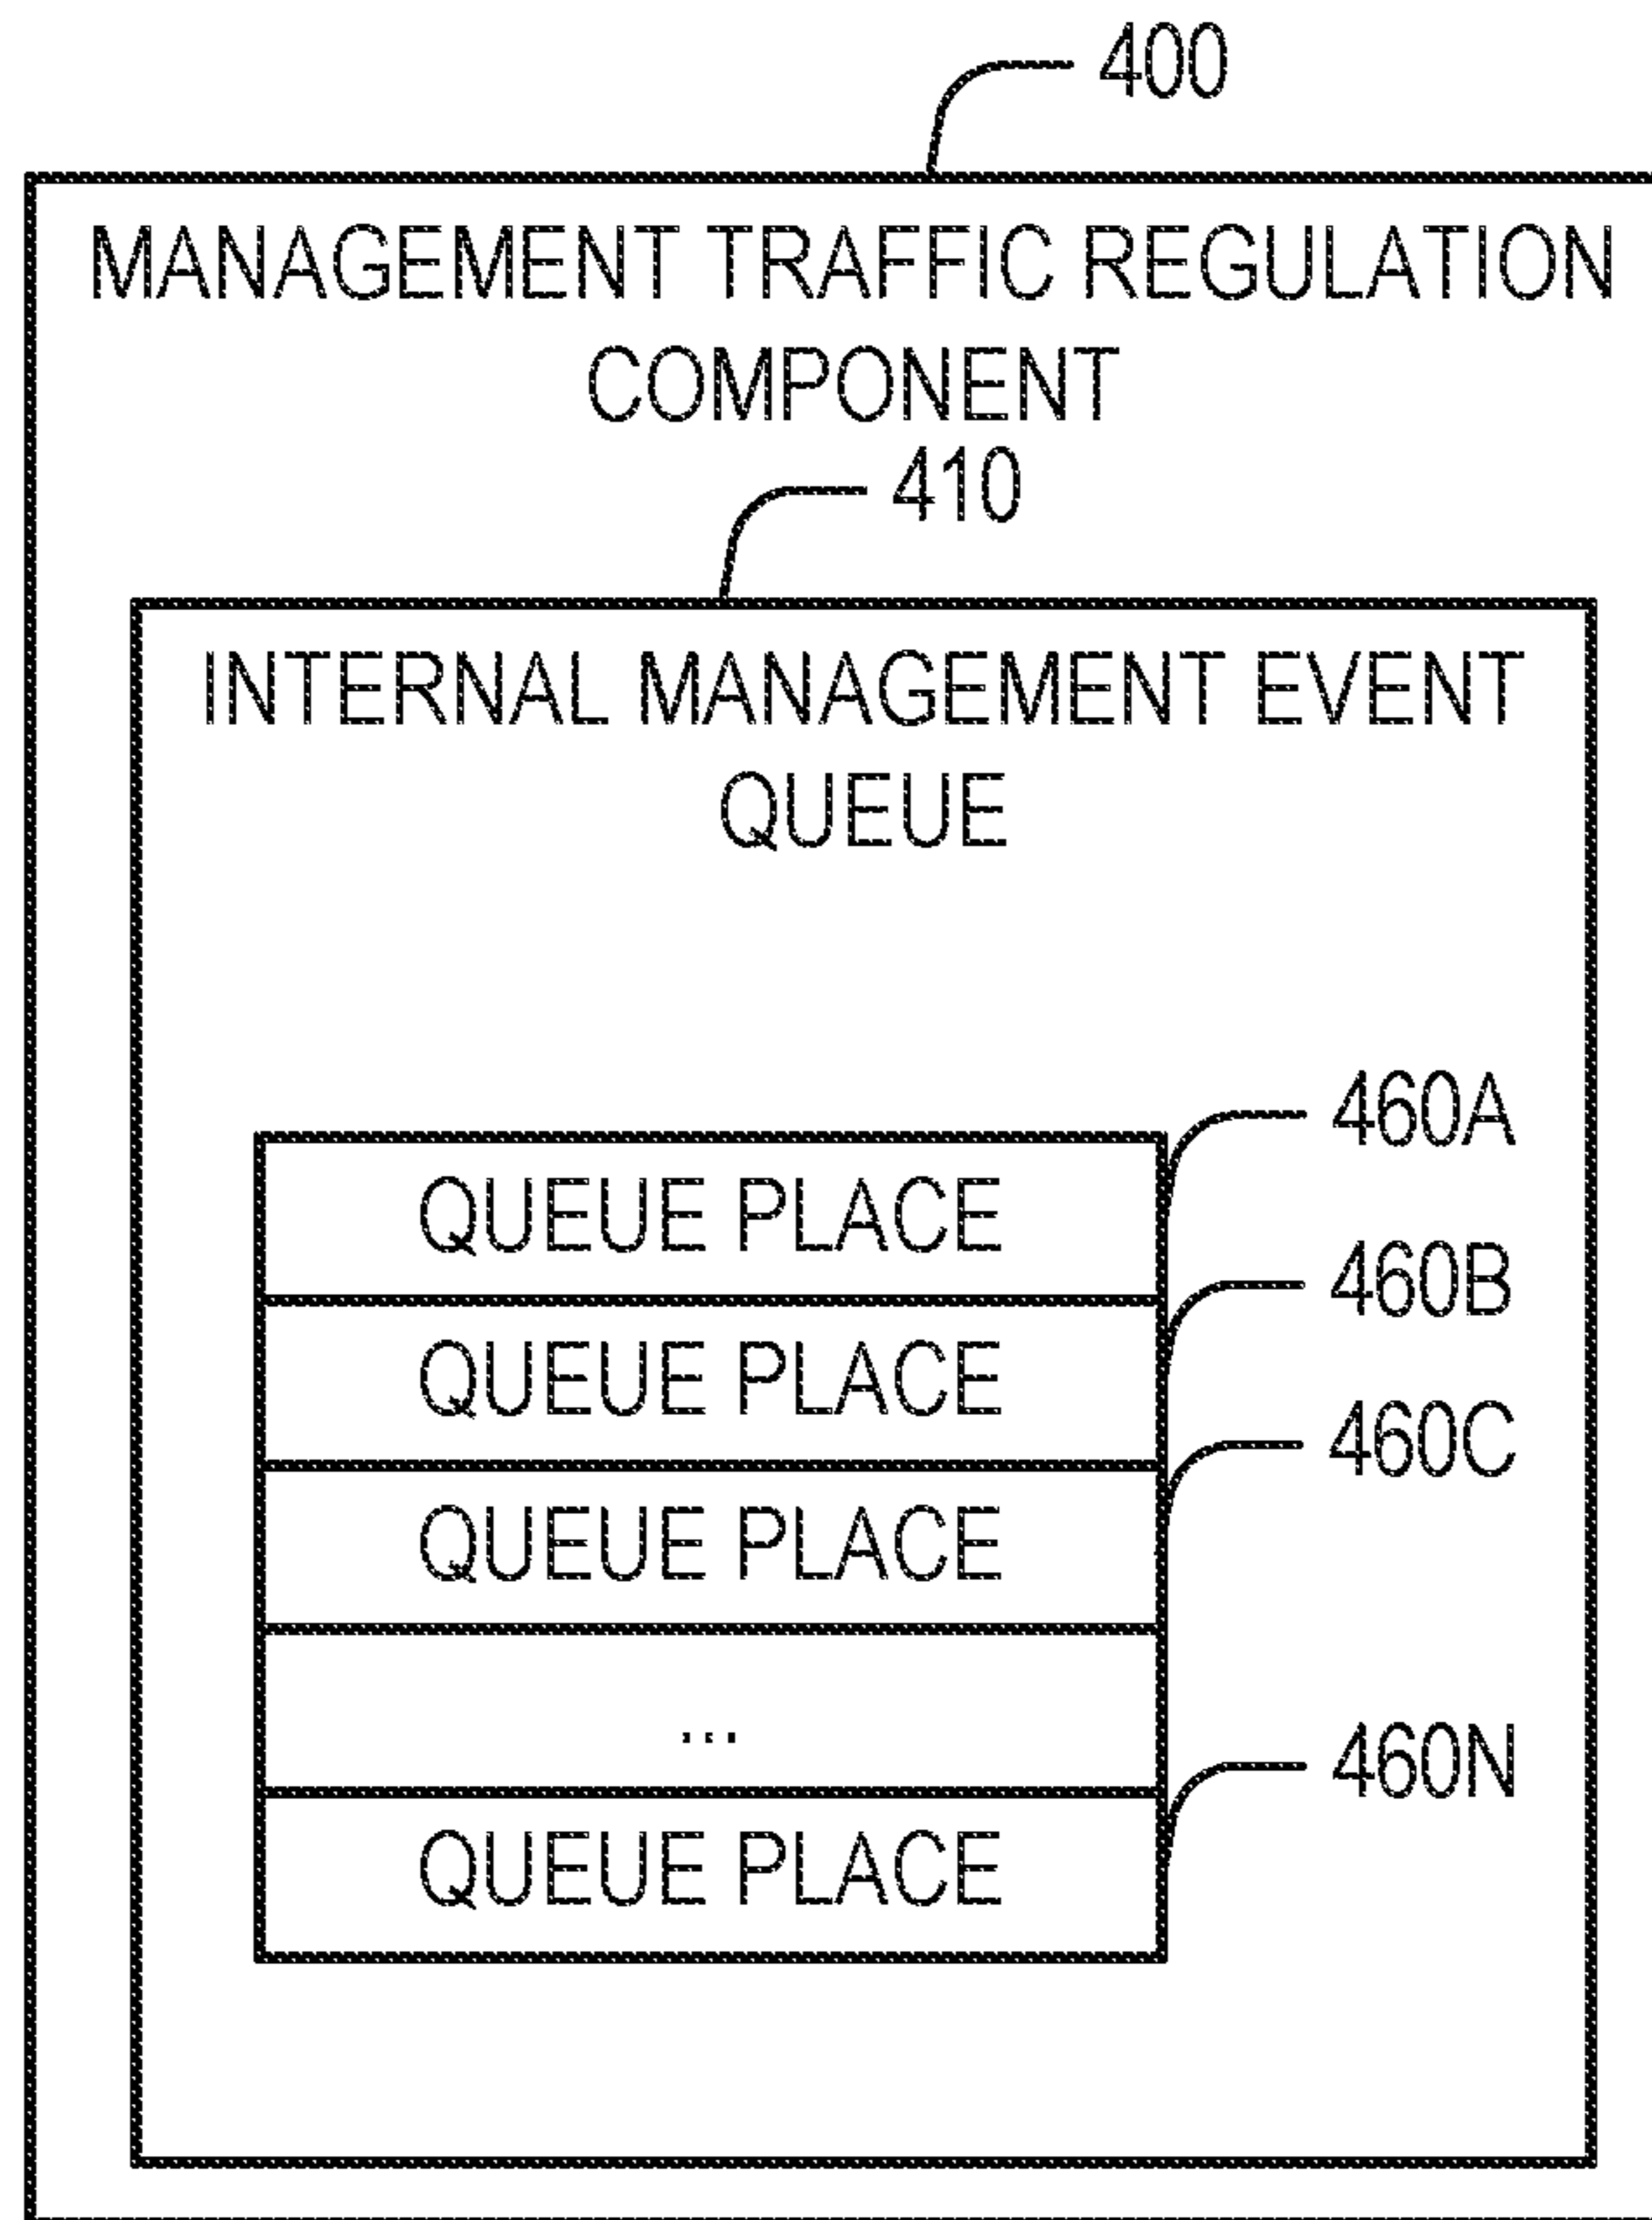 400
MANAGEMENT TRAFFIC REGULATION
COMPONENT
410
INTERNAL MANAGEMENT EVENT
QUEUE
460A
QUEUE PLACE
460B
QUEUE PLACE
460C
QUEUE PLACE
...
460N
QUEUE PLACE